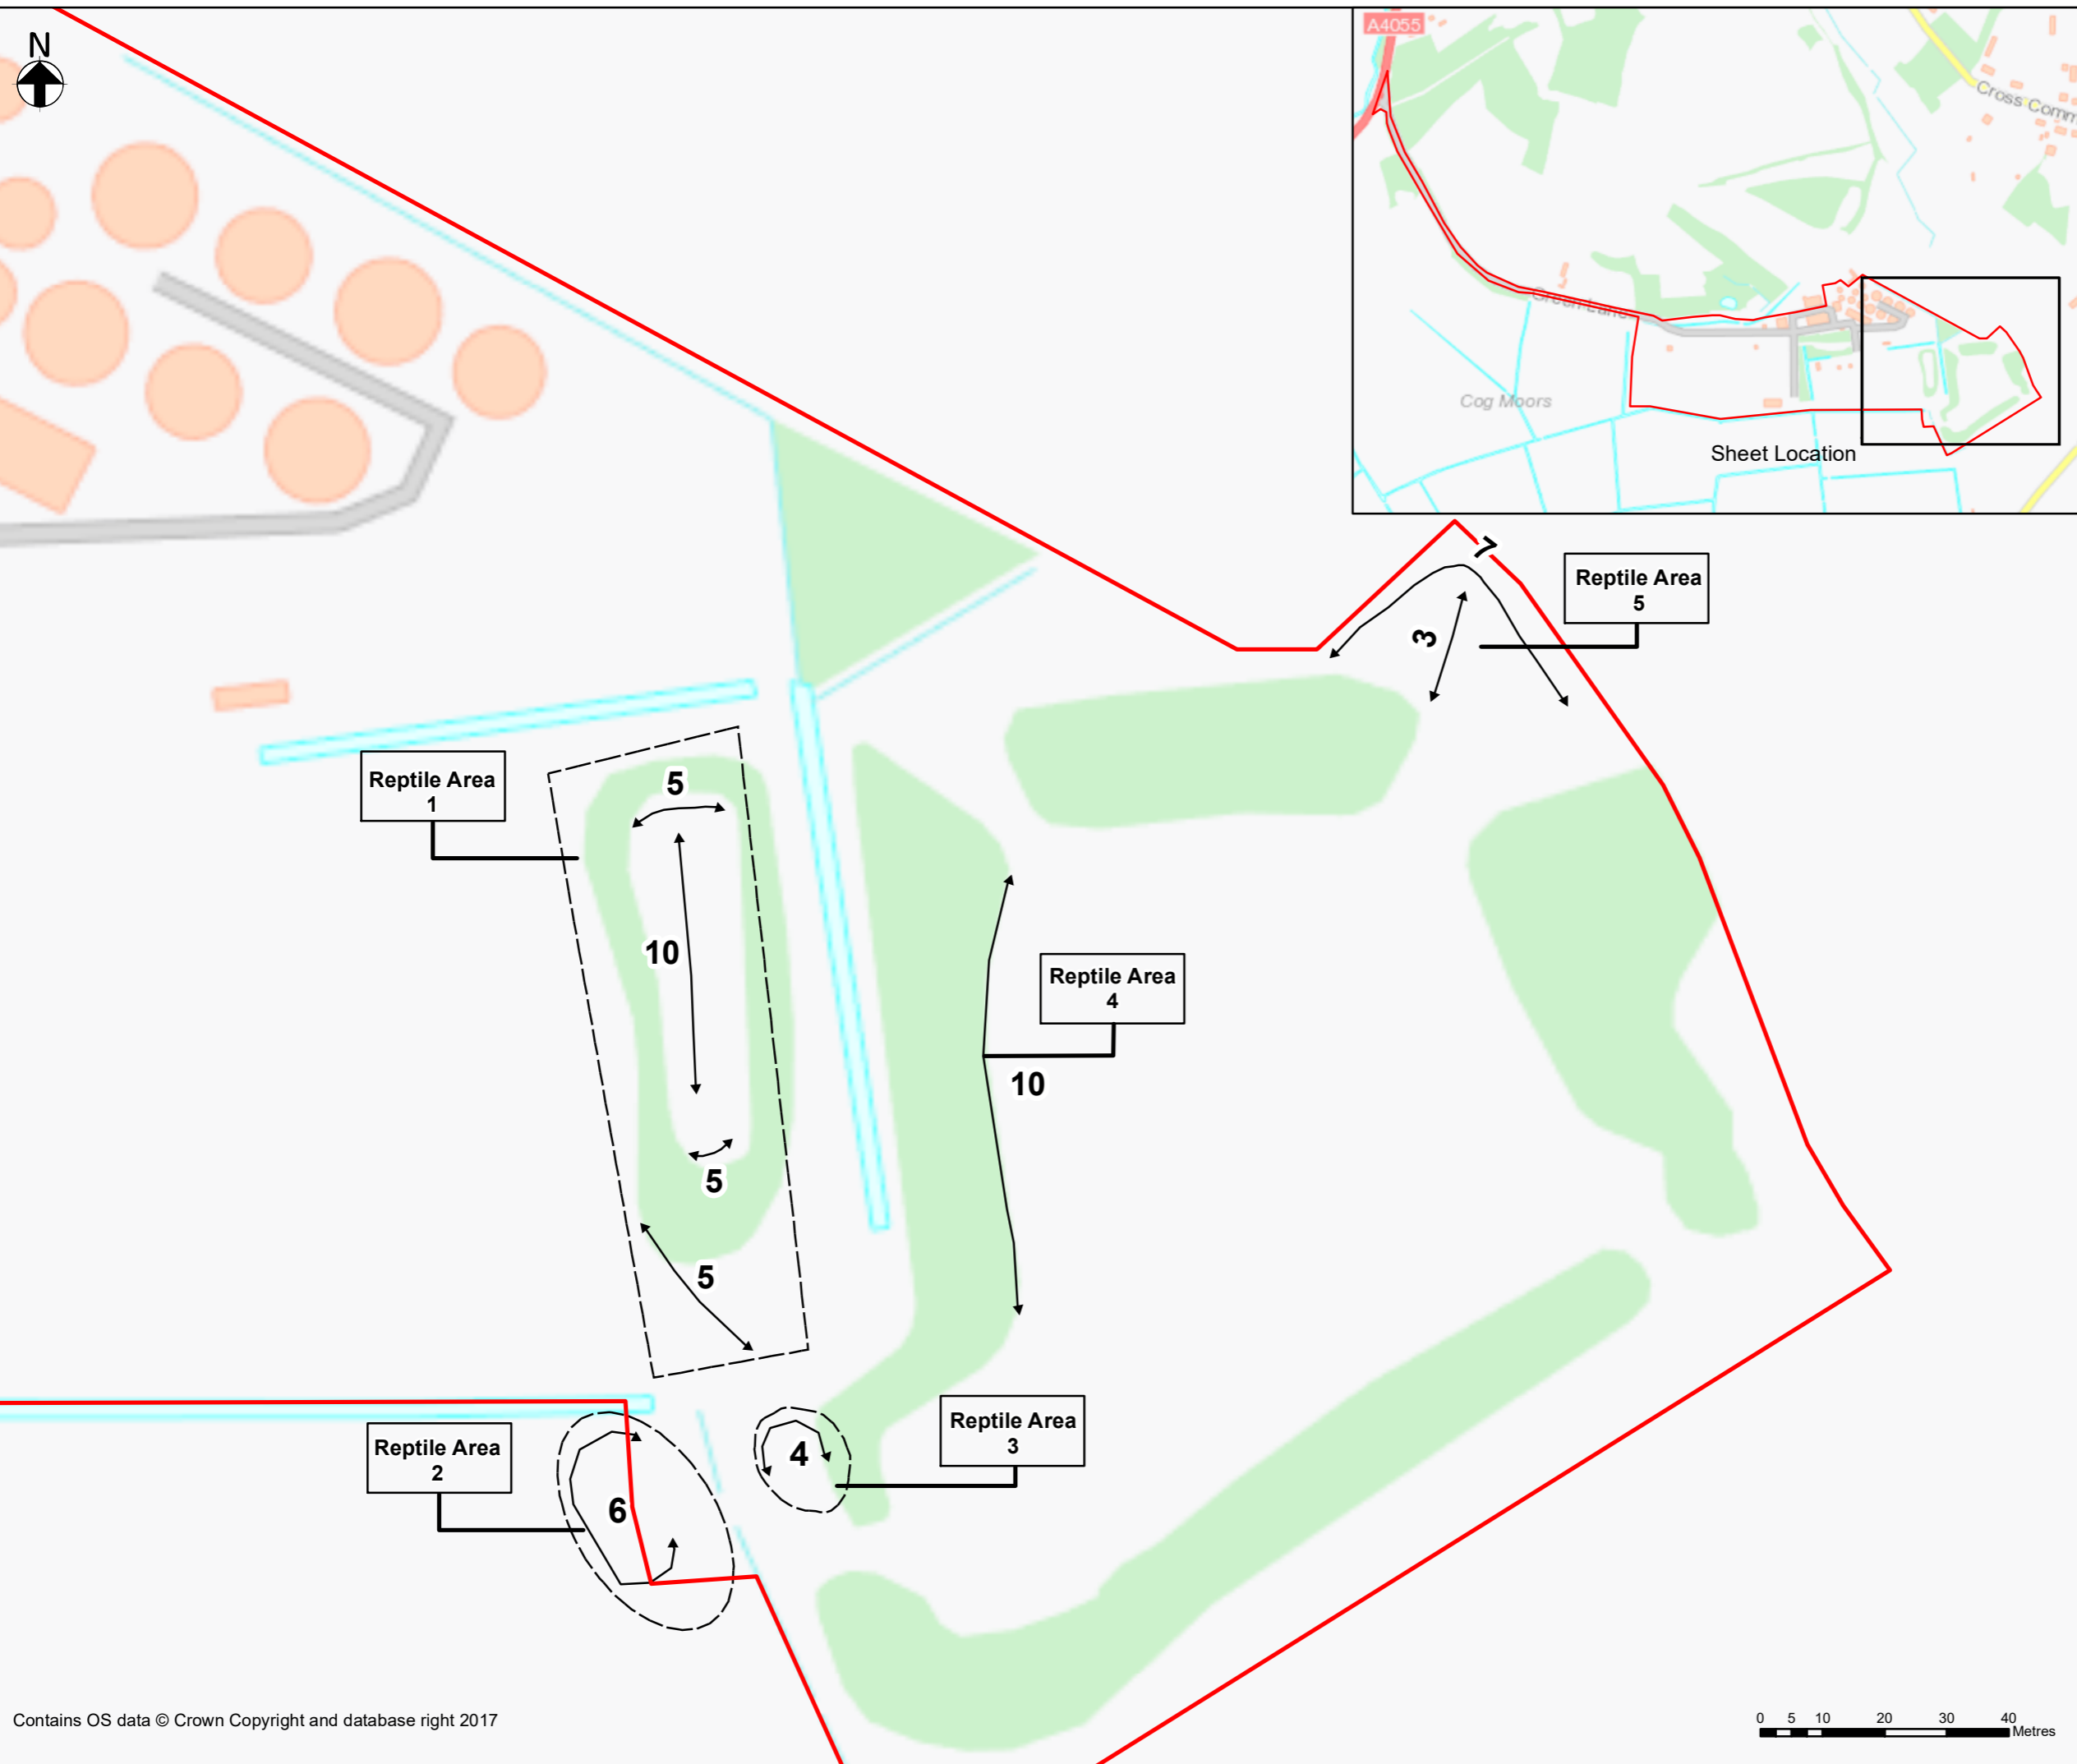 N
A4055
Cross Comm
Green Lane
Cog Moors
Sheet Location
7
Reptile Area
5
3
Reptile Area
1
5
10
Reptile Area
4
10
5
5
Reptile Area
3
4
Reptile Area
2
6
Contains OS data © Crown Copyright and database right 2017
0 5 10 20 30 40
Metres